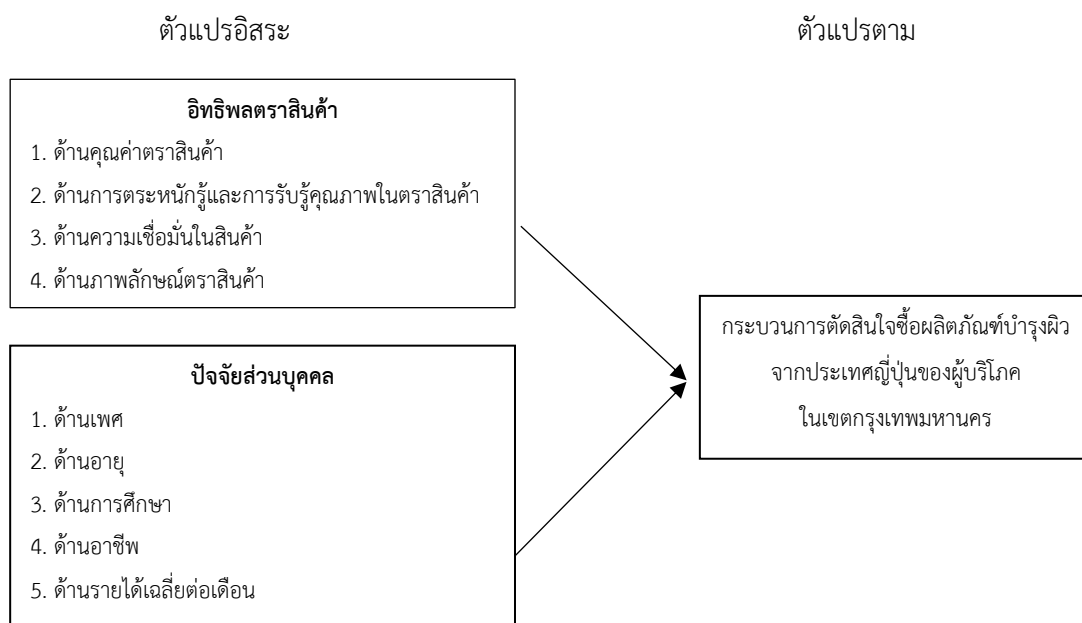 ตัวแปรอิสระ
ตัวแปรตาม
อิทธิพลตราสินค้า
1. ด้านคุณค่าตราสินค้า
2. ด้านการตระหนักรู้และการรับรู้คุณภาพในตราสินค้า
3. ด้านความเชื่อมั่นในสินค้า
4. ด้านภาพลักษณ์ตราสินค้า
ปัจจัยส่วนบุคคล
1. ด้านเพศ
2. ด้านอายุ
3. ด้านการศึกษา
4. ด้านอาชีพ
5. ด้านรายได้เฉลี่ยต่อเดือน
กระบวนการตัดสินใจซื้อผลิตภัณฑ์บำรุงผิว
จากประเทศญี่ปุ่นของผู้บริโภค
ในเขตกรุงเทพมหานคร